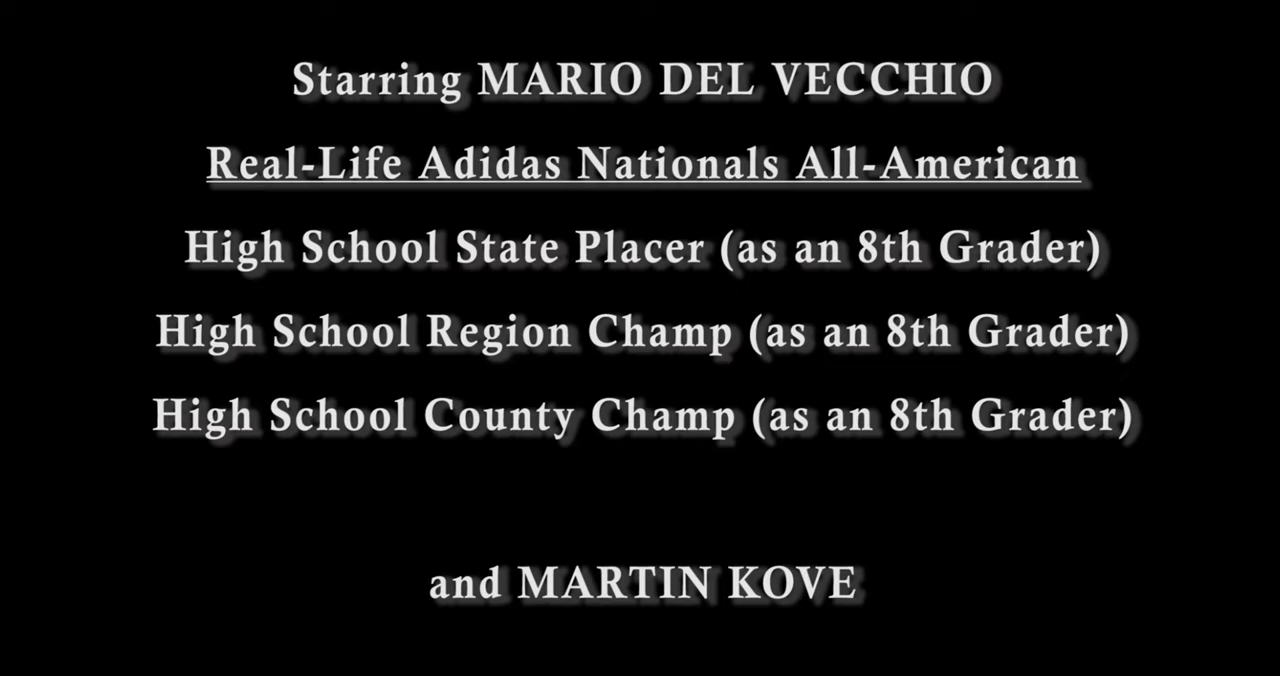 Starring MARIO DEL VECCHIO
Real-Life Adidas Nationals All-American
High School State Placer (as an 8th Grader)
High School Region Champ (as an 8th Grader)
High School County Champ (as an 8th Grader)
and MARTIN KOVE